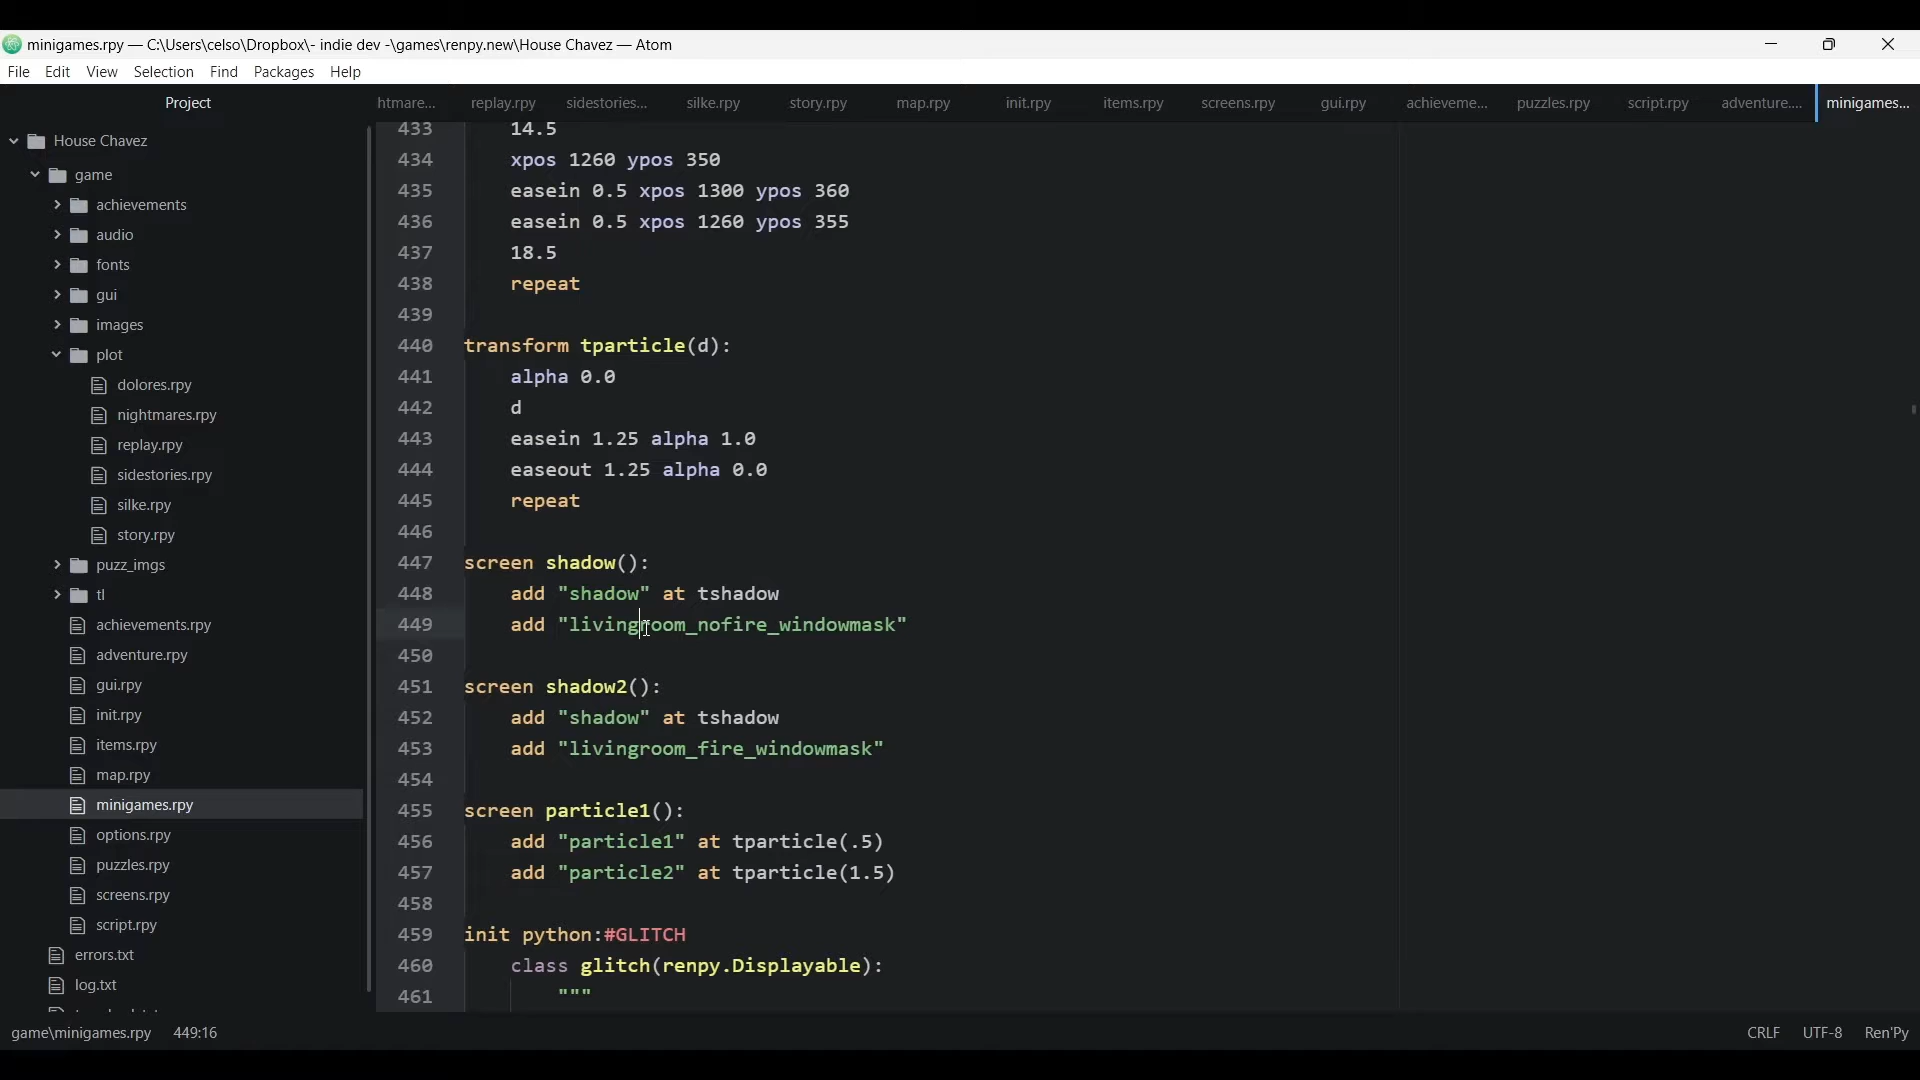 minigames.rpy — C:\Users\celso\Dropbox\- indie dev -\games\renpy.new\House Chavez — Atom
File Edit View Selection Find Packages Help
Project
htmare... replay.rpy sidestories... silke.rpy story.rpy map.rpy init.rpy items.rpy screens.rpy gui.rpy achieveme... puzzles.rpy script.rpy adventure.... minigames...
House Chavez
game
achievements
audio
fonts
gui
images
plot
dolores.rpy
nightmares.rpy
replay.rpy
sidestories.rpy
silke.rpy
story.rpy
puzz_imgs
tl
achievements.rpy
adventure.rpy
gui.rpy
init.rpy
items.rpy
map.rpy
minigames.rpy
options.rpy
puzzles.rpy
screens.rpy
script.rpy
errors.txt
log.txt
433 14.5
434 xpos 1260 ypos 350
435 easein 0.5 xpos 1300 ypos 360
436 easein 0.5 xpos 1260 ypos 355
437 18.5
438 repeat
439
440 transform tparticle(d):
441 alpha 0.0
442 d
443 easein 1.25 alpha 1.0
444 easeout 1.25 alpha 0.0
445 repeat
446
447 screen shadow():
448 add "shadow" at tshadow
449 add "livingroom_nofire_windowmask"
450
451 screen shadow2():
452 add "shadow" at tshadow
453 add "livingroom_fire_windowmask"
454
455 screen particle1():
456 add "particle1" at tparticle(.5)
457 add "particle2" at tparticle(1.5)
458
459 init python:#GLITCH
460 class glitch(renpy.Displayable):
461 """
game\minigames.rpy 449:16 CRLF UTF-8 Ren'Py